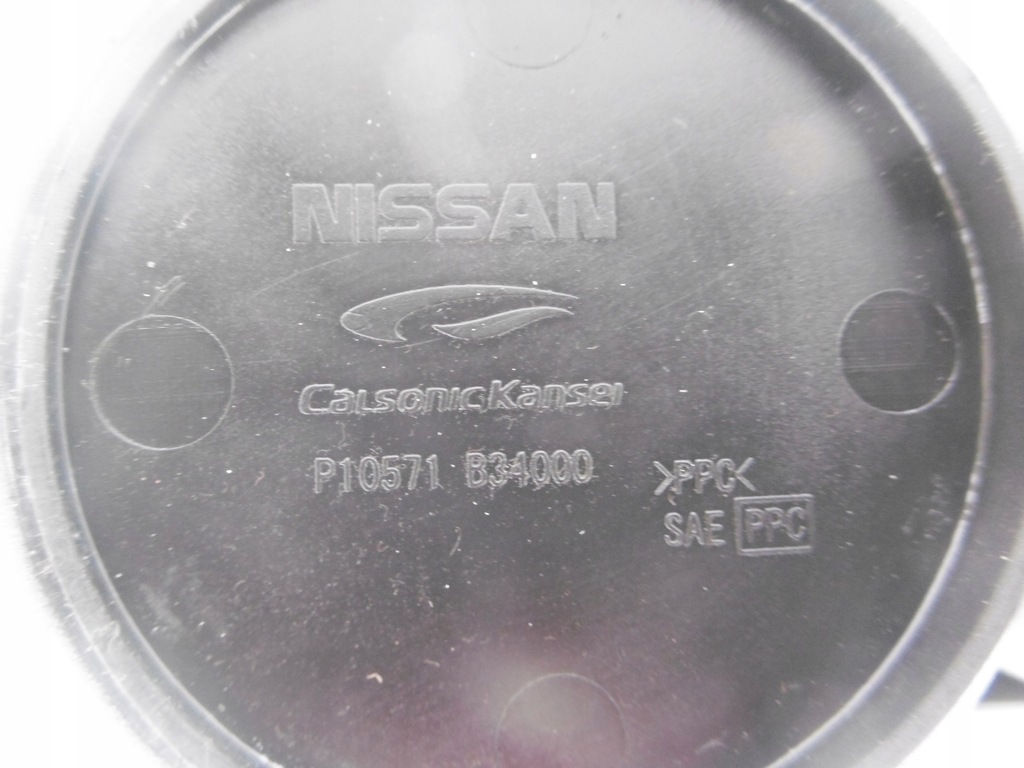 NISSAN
CalsonicKansei
P10571 B34000
>PPC<
SAE PPC